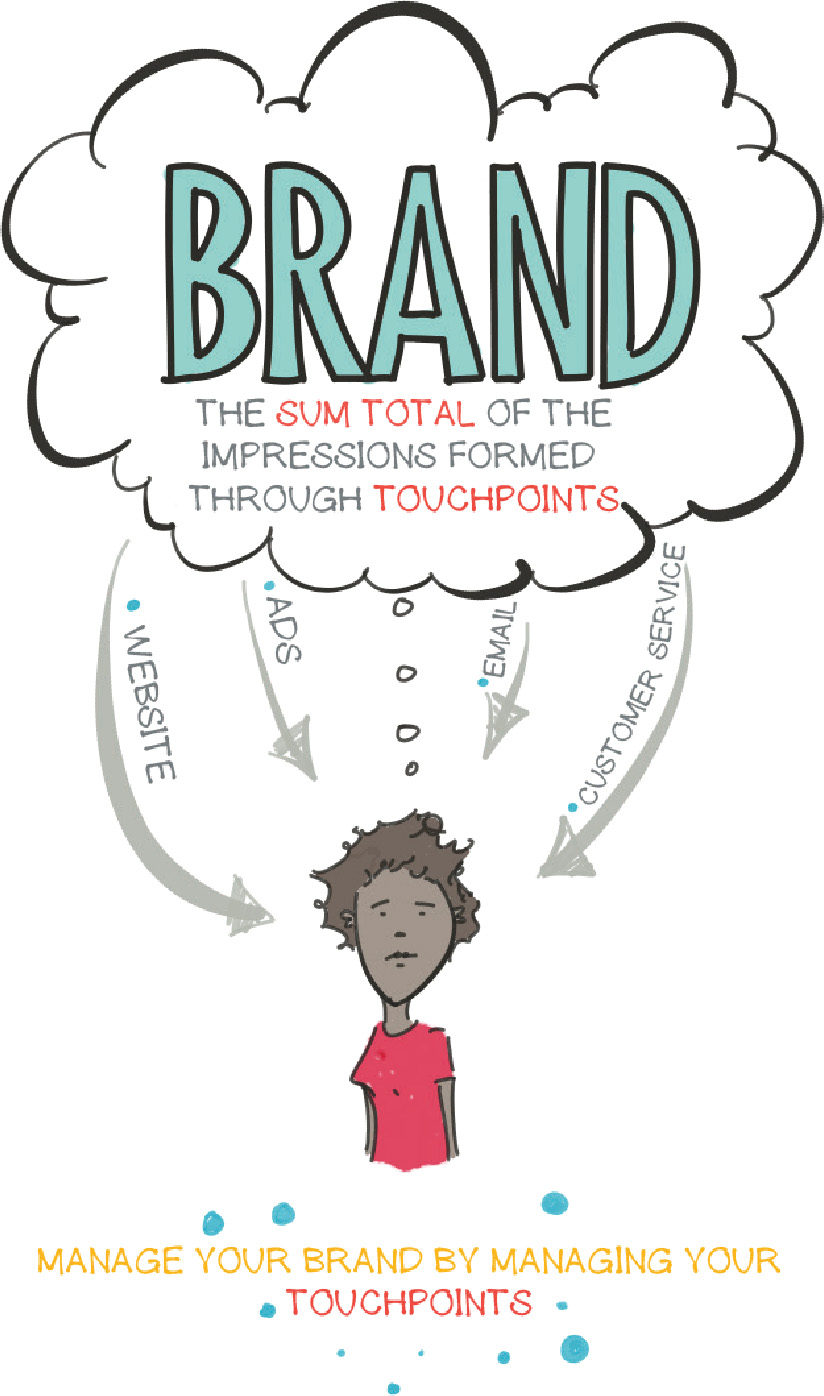 BRAND
THE SUM TOTAL OF THE
IMPRESSIONS FORMED
THROUGH TOUCHPOINTS
• WEBSITE
• ADS
• EMAIL
• CUSTOMER SERVICE
MANAGE YOUR BRAND BY MANAGING YOUR
TOUCHPOINTS